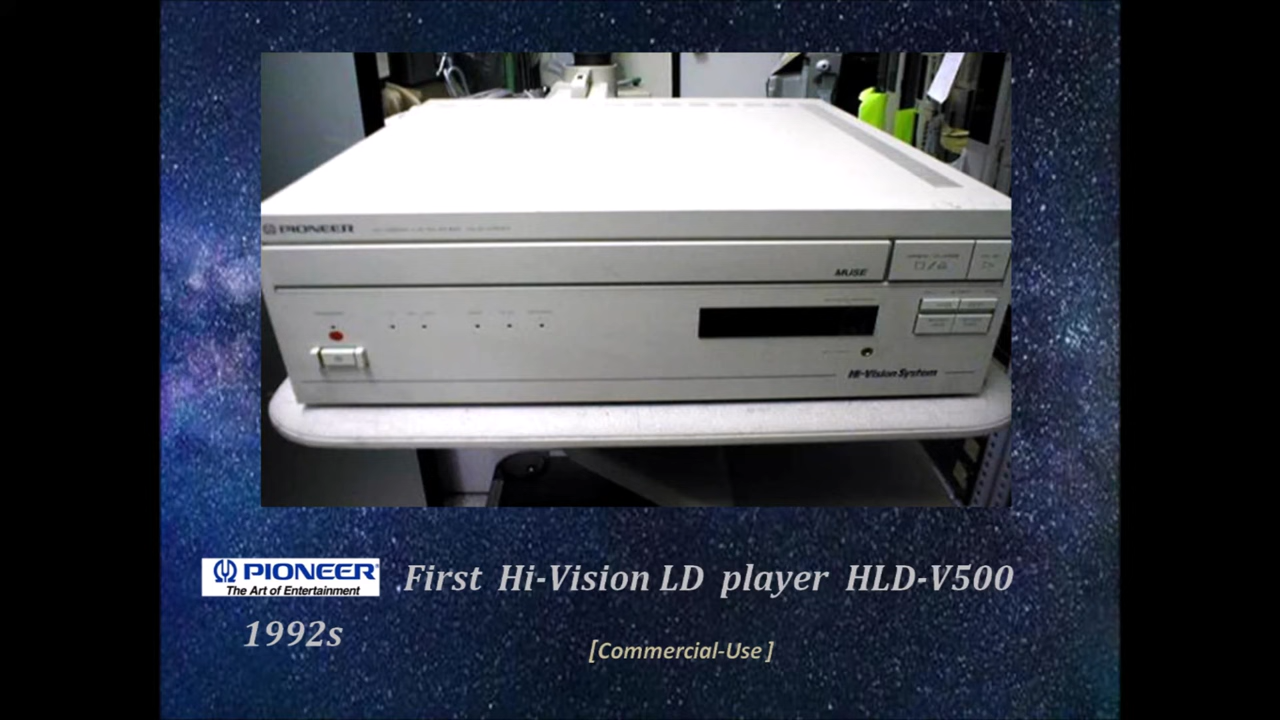 PIONEER
MUSE
Hi-Vision System
PIONEER®
The Art of Entertainment
First Hi-Vision LD player HLD-V500
1992s
[Commercial-Use]